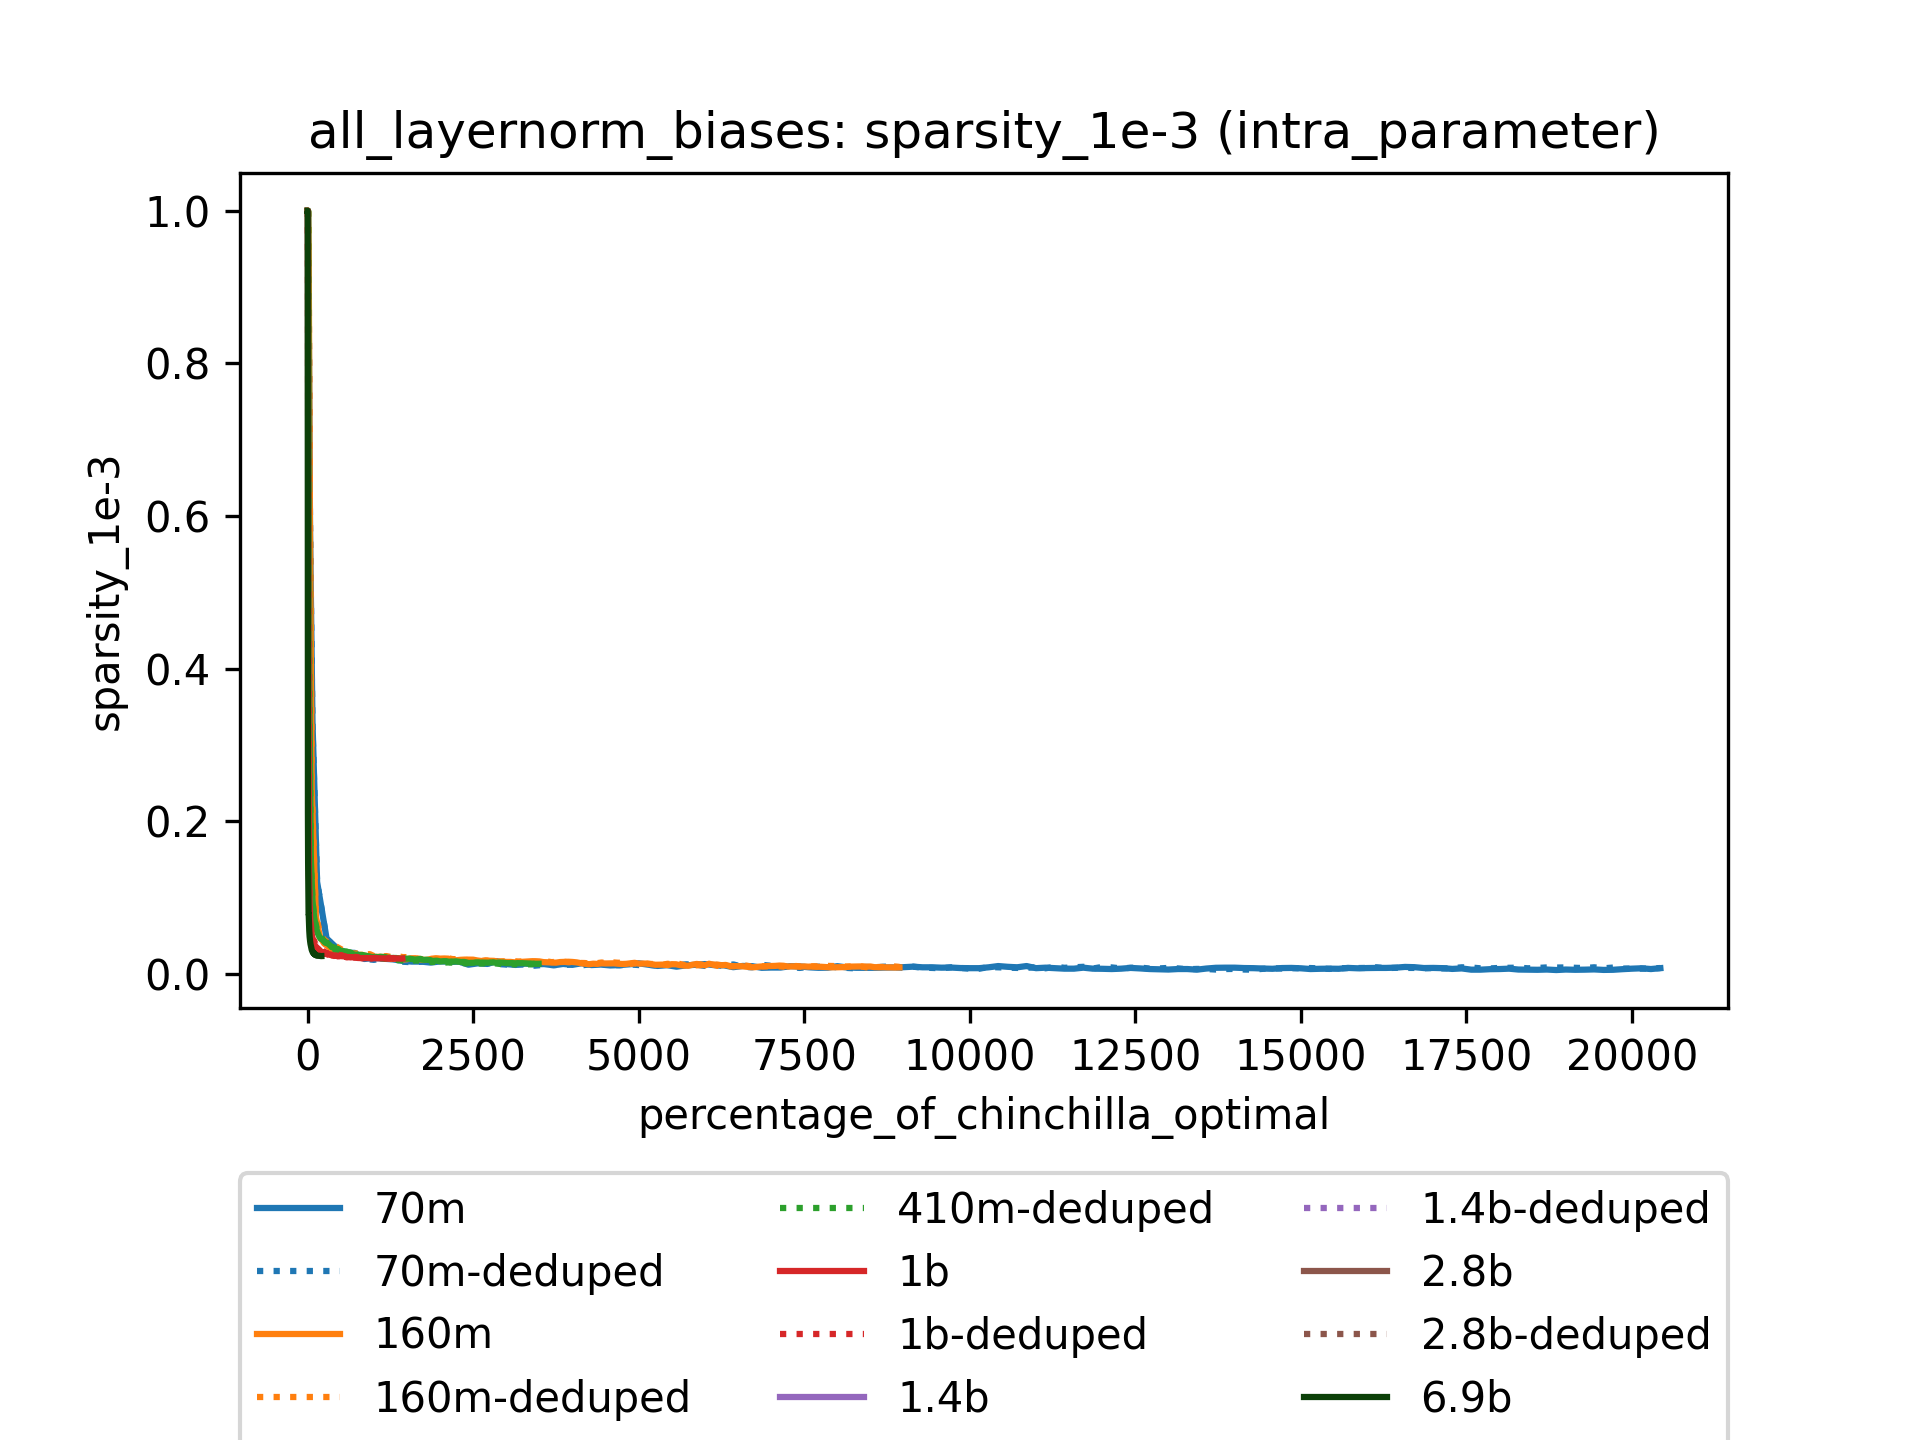 all_layernorm_biases: sparsity_1e-3 (intra_parameter)
sparsity_1e-3
1.0
0.8
0.6
0.4
0.2
0.0
0 2500 5000 7500 10000 12500 15000 17500 20000
percentage_of_chinchilla_optimal
70m 410m-deduped 1.4b-deduped
70m-deduped 1b 2.8b
160m 1b-deduped 2.8b-deduped
160m-deduped 1.4b 6.9b